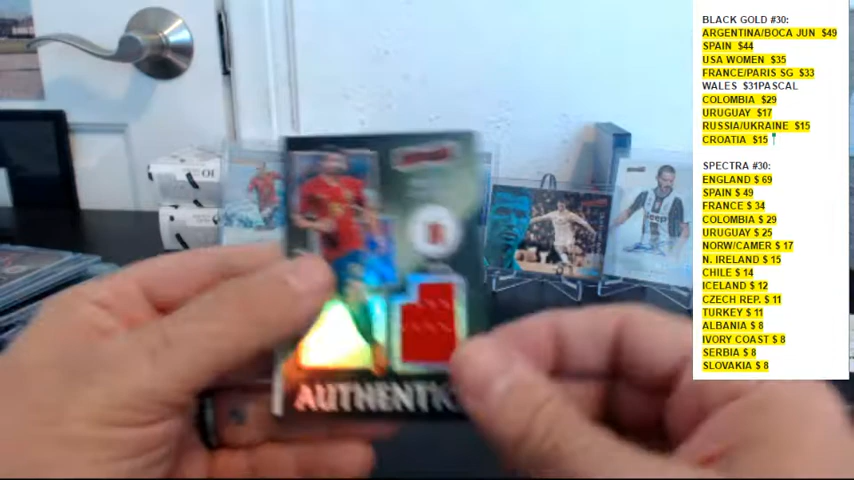 BLACK GOLD #30:
ARGENTINA/BOCA JUN $49
SPAIN $44
USA WOMEN $35
FRANCE/PARIS SG $33
WALES $31PASCAL
COLOMBIA $29
URUGUAY $17
RUSSIA/UKRAINE $15
CROATIA $15
SPECTRA #30:
ENGLAND $ 69
SPAIN $ 49
FRANCE $ 34
COLOMBIA $ 29
URUGUAY $ 25
NORW/CAMER $ 17
N. IRELAND $ 15
CHILE $ 14
ICELAND $ 12
CZECH REP. $ 11
TURKEY $ 11
ALBANIA $ 8
IVORY COAST $ 8
SERBIA $ 8
SLOVAKIA $ 8
Jeep
AUTHENTIC